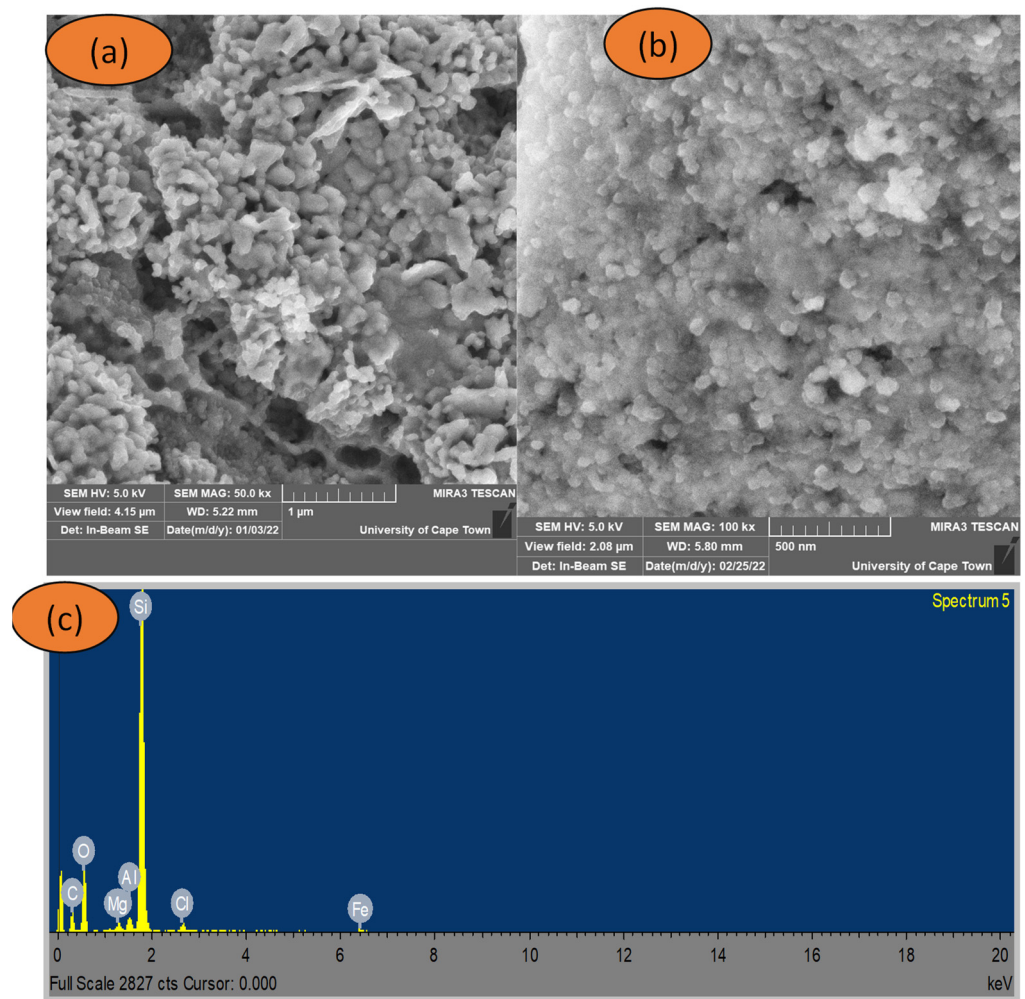 (a)
(b)
SEM HV: 5.0 kV
SEM MAG: 50.0 kx
MIRA3 TESCAN
View field: 4.15 µm
WD: 5.22 mm
1 µm
Det: In-Beam SE
Date(m/d/y): 01/03/22
University of Cape Town
SEM HV: 5.0 kV
SEM MAG: 100 kx
MIRA3 TESCAN
View field: 2.08 µm
WD: 5.80 mm
500 nm
Det: In-Beam SE
Date(m/d/y): 02/25/22
University of Cape Town
(c)
Spectrum 5
Si
O
Al
C
Mg
Cl
Fe
0 2 4 6 8 10 12 14 16 18 20
Full Scale 2827 cts Cursor: 0.000
keV